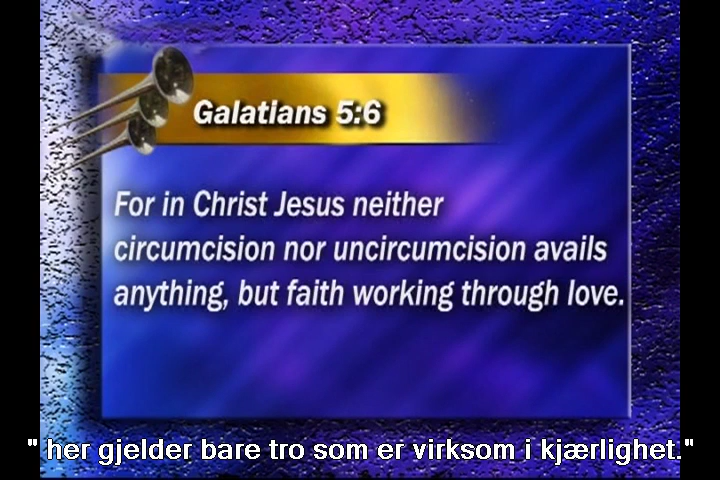 Galatians 5:6
For in Christ Jesus neither
circumcision nor uncircumcision avails
anything, but faith working through love.
" her gjelder bare tro som er virksom i kjærlighet."